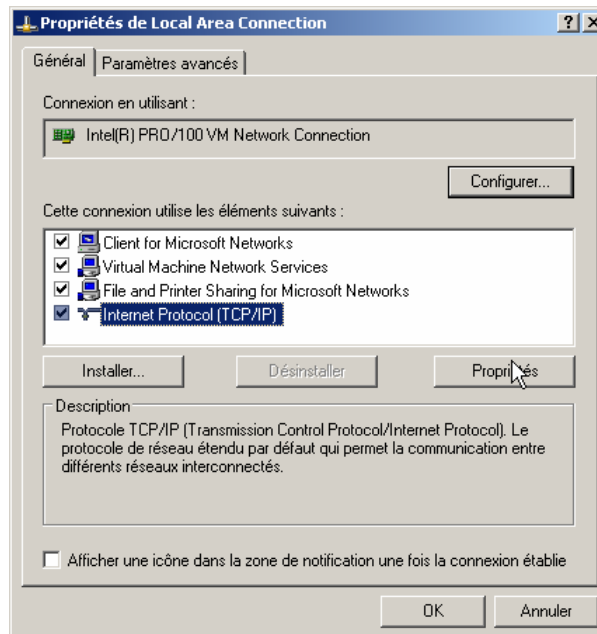 Propriétés de Local Area Connection
Général Paramètres avancés
Connexion en utilisant :
Intel(R) PRO/100 VM Network Connection
Configurer...
Cette connexion utilise les éléments suivants :
Client for Microsoft Networks
Virtual Machine Network Services
File and Printer Sharing for Microsoft Networks
Internet Protocol (TCP/IP)
Installer... Désinstaller Propriétés
Description
Protocole TCP/IP (Transmission Control Protocol/Internet Protocol). Le
protocole de réseau étendu par défaut qui permet la communication entre
différents réseaux interconnectés.
Afficher une icône dans la zone de notification une fois la connexion établie
OK Annuler